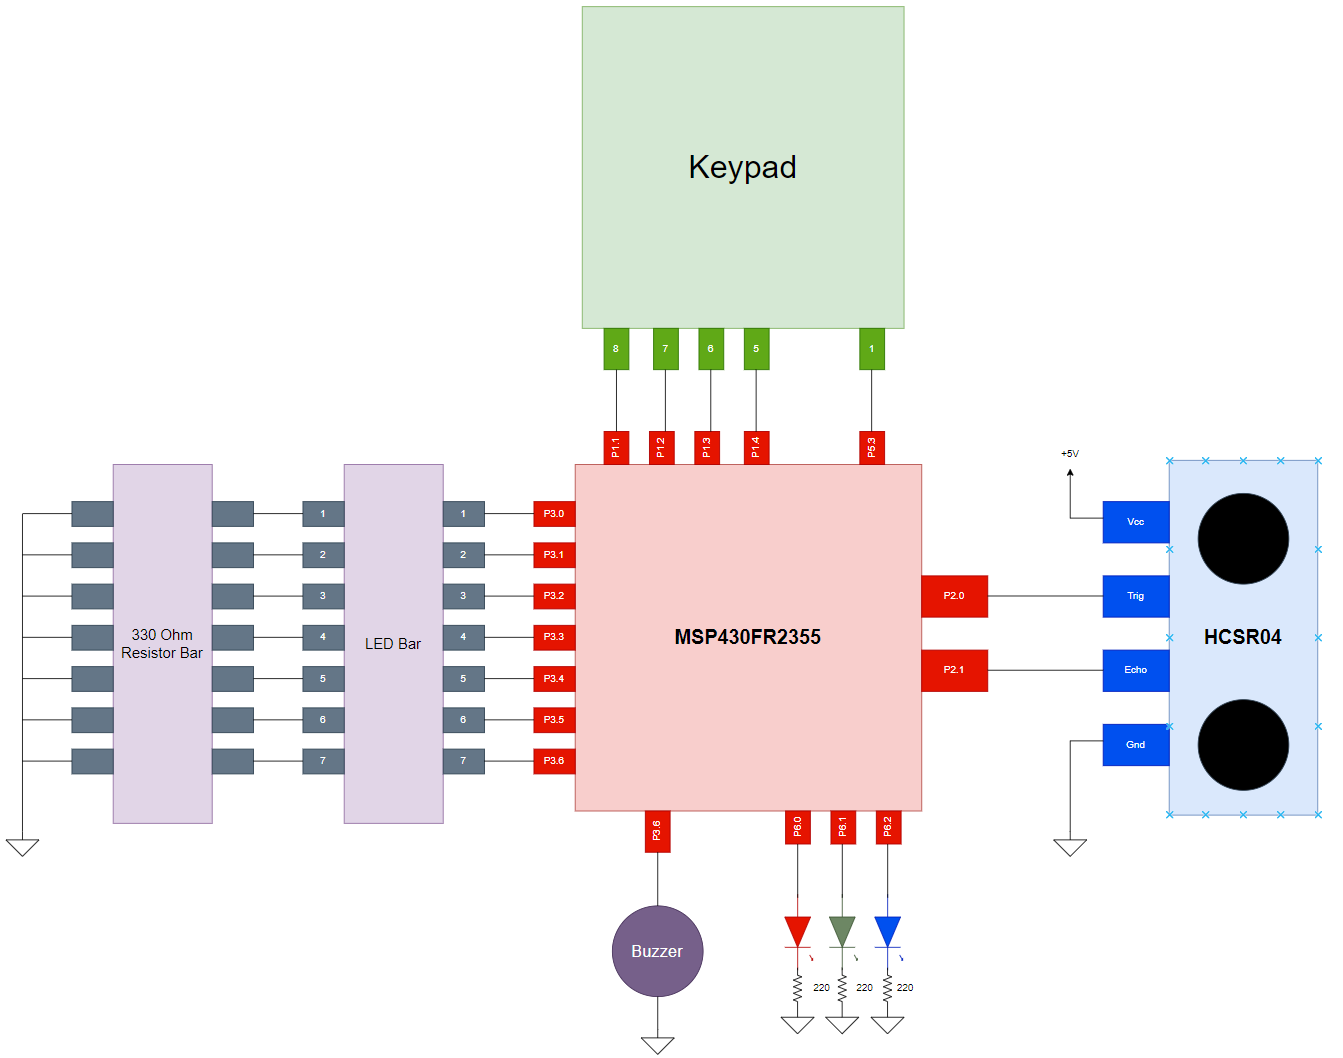 Keypad
8
7
6
5
1
P1.1
P1.2
P1.3
P1.4
P5.3
+5V
1
1
P3.0
Vcc
2
2
P3.1
3
3
P3.2
P2.0
Trig
330 Ohm
Resistor Bar
LED Bar
4
4
P3.3
MSP430FR2355
HCSR04
5
5
P3.4
P2.1
Echo
6
6
P3.5
Gnd
7
7
P3.6
P3.6
P6.0
P6.1
P6.2
Buzzer
220
220
220